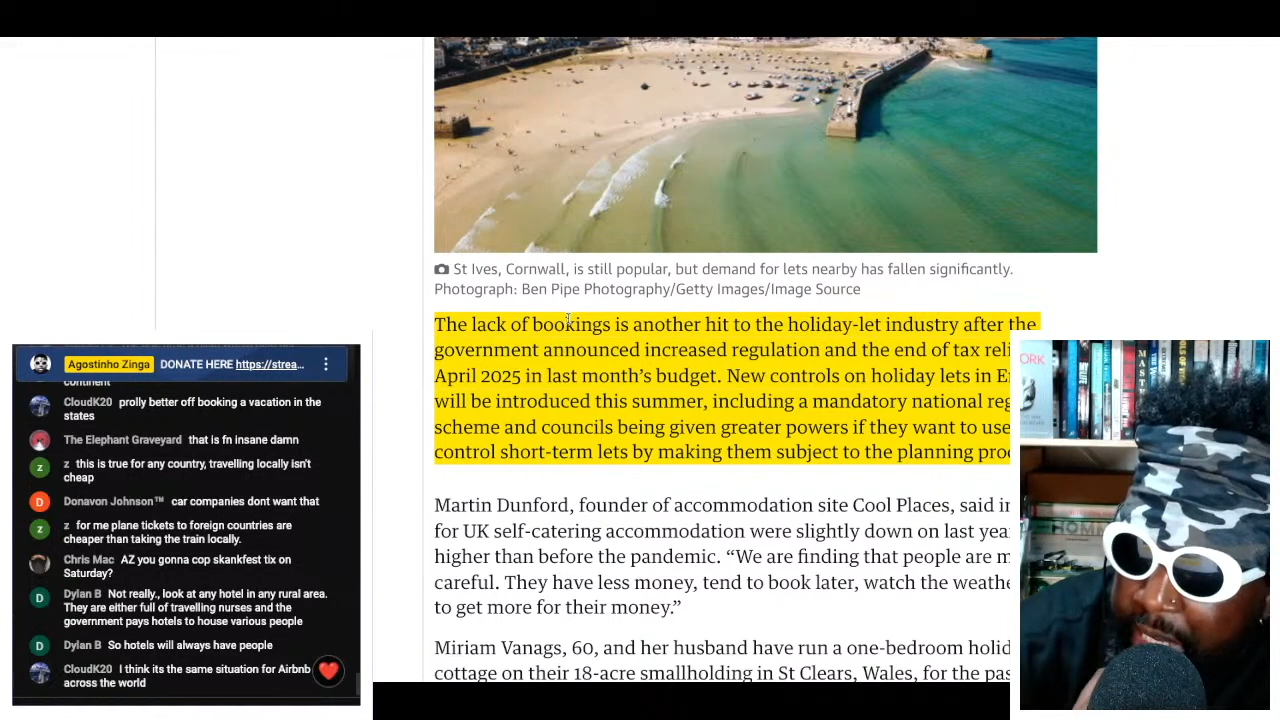 St Ives, Cornwall, is still popular, but demand for lets nearby has fallen significantly.
Photograph: Ben Pipe Photography/Getty Images/Image Source
The lack of bookings is another hit to the holiday-let industry after the
government announced increased regulation and the end of tax reli
April 2025 in last month’s budget. New controls on holiday lets in E
will be introduced this summer, including a mandatory national reg
scheme and councils being given greater powers if they want to use
control short-term lets by making them subject to the planning pro
Martin Dunford, founder of accommodation site Cool Places, said i
for UK self-catering accommodation were slightly down on last yea
higher than before the pandemic. “We are finding that people are m
careful. They have less money, tend to book later, watch the weathe
to get more for their money.”
Miriam Vanags, 60, and her husband have run a one-bedroom holid
cottage on their 18-acre smallholding in St Clears, Wales, for the pas
Agostinho Zinga DONATE HERE https://strea...
continent
CloudK20 prolly better off booking a vacation in the
states
The Elephant Graveyard that is fn insane damn
z this is true for any country, travelling locally isn't
cheap
Donavon Johnson™ car companies dont want that
z for me plane tickets to foreign countries are
cheaper than taking the train locally.
Chris Mac AZ you gonna cop skankfest tix on
Saturday?
Dylan B Not really., look at any hotel in any rural area.
They are either full of travelling nurses and the
government pays hotels to house various people
Dylan B So hotels will always have people
CloudK20 I think its the same situation for Airbnb
across the world